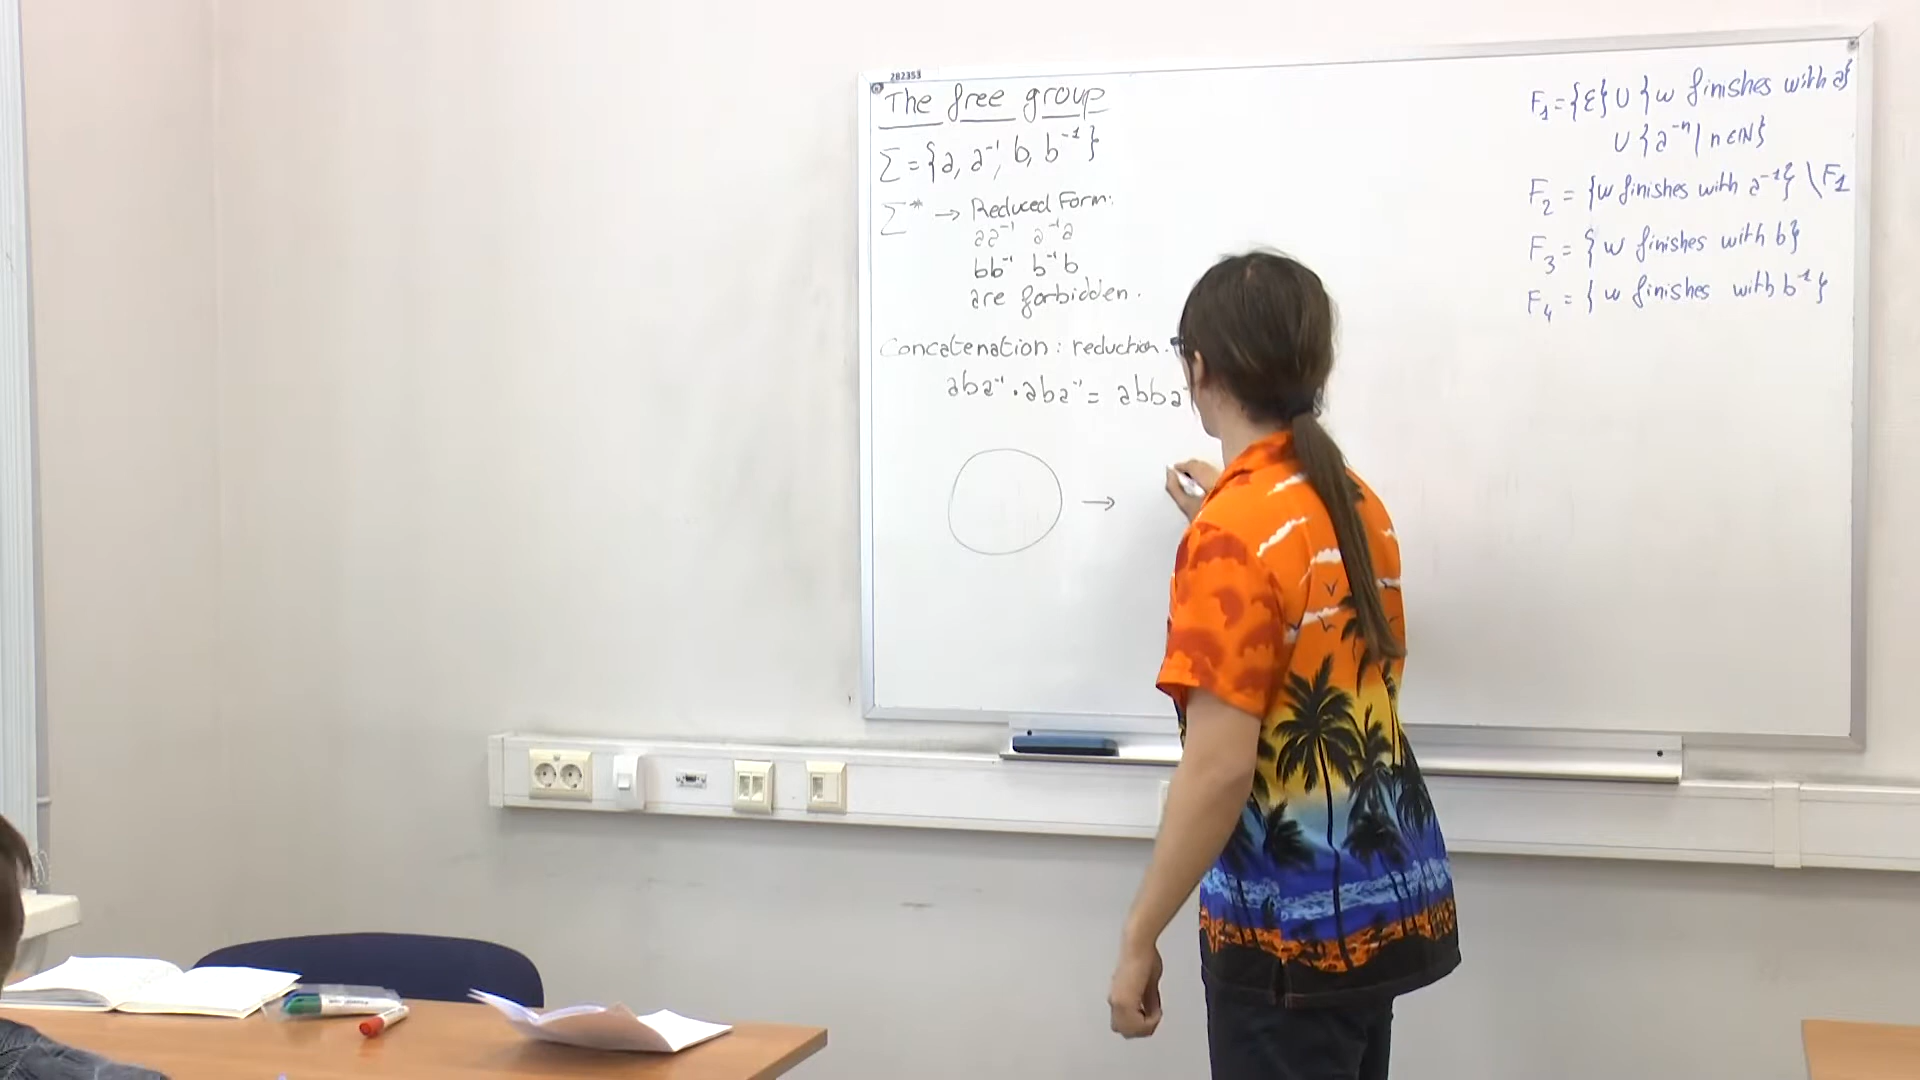 282353
The free group
Σ = {a, a⁻¹, b, b⁻¹}
Σ* → Reduced Form:
aa⁻¹ a⁻¹a
bb⁻¹ b⁻¹b
are forbidden.
Concatenation: reduction.
aba⁻¹ · aba⁻¹ = abba⁻
→
F₁ = {ε} ∪ {w finishes with a}
∪ {a⁻ⁿ | n ∈ ℕ}
F₂ = {w finishes with a⁻¹} \ F₁
F₃ = {w finishes with b}
F₄ = {w finishes with b⁻¹}